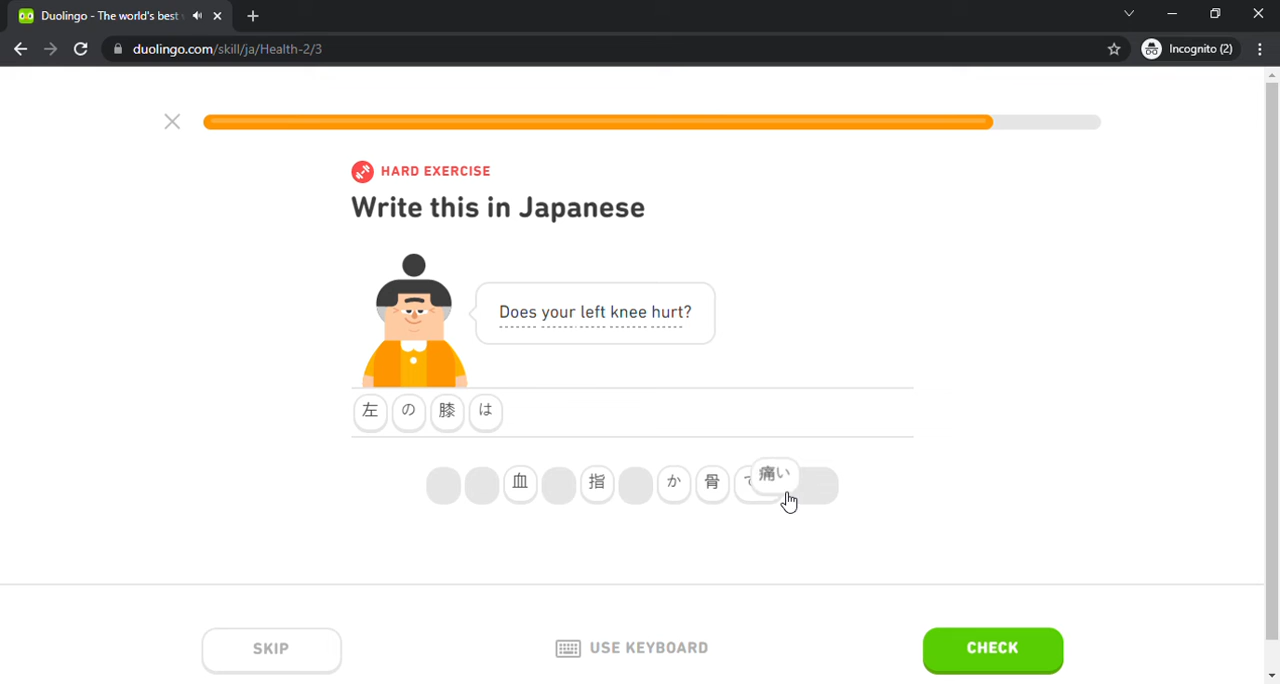 Duolingo - The world's best
duolingo.com/skill/ja/Health-2/3
Incognito (2)
HARD EXERCISE
Write this in Japanese
Does your left knee hurt?
左 の 膝 は
血 指 か 骨 痛い
SKIP
USE KEYBOARD
CHECK